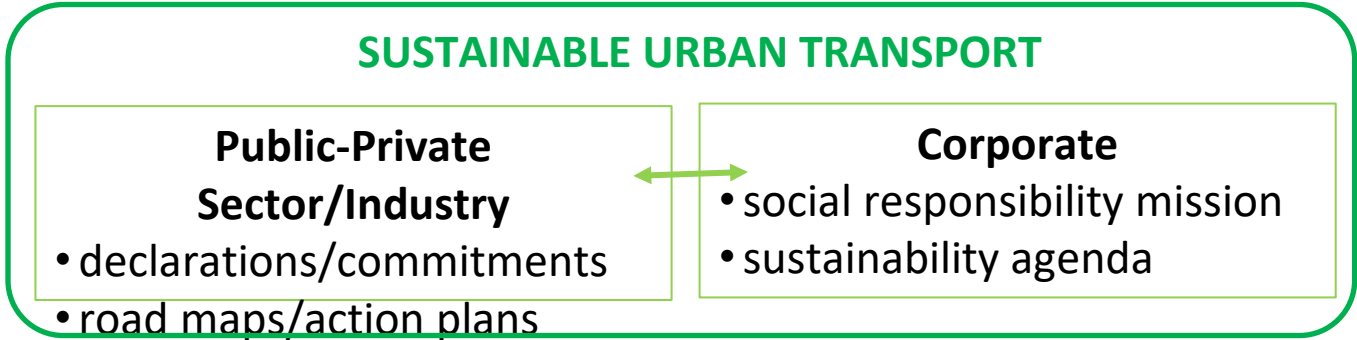 SUSTAINABLE URBAN TRANSPORT
Public-Private
Sector/Industry
• declarations/commitments
• road maps/action plans
Corporate
• social responsibility mission
• sustainability agenda